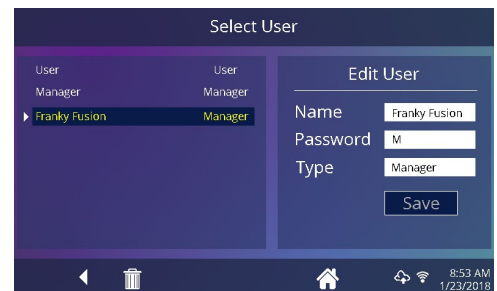 Select User
User User
Manager Manager
Franky Fusion Manager
Edit User
Name Franky Fusion
Password M
Type Manager
Save
8:53 AM
1/23/2018